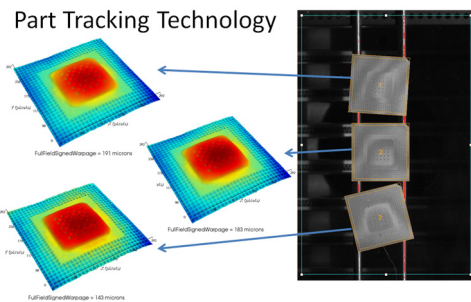 Part Tracking Technology
FullFieldSignedWarpage = 191 microns
FullFieldSignedWarpage = 183 microns
FullFieldSignedWarpage = 143 microns